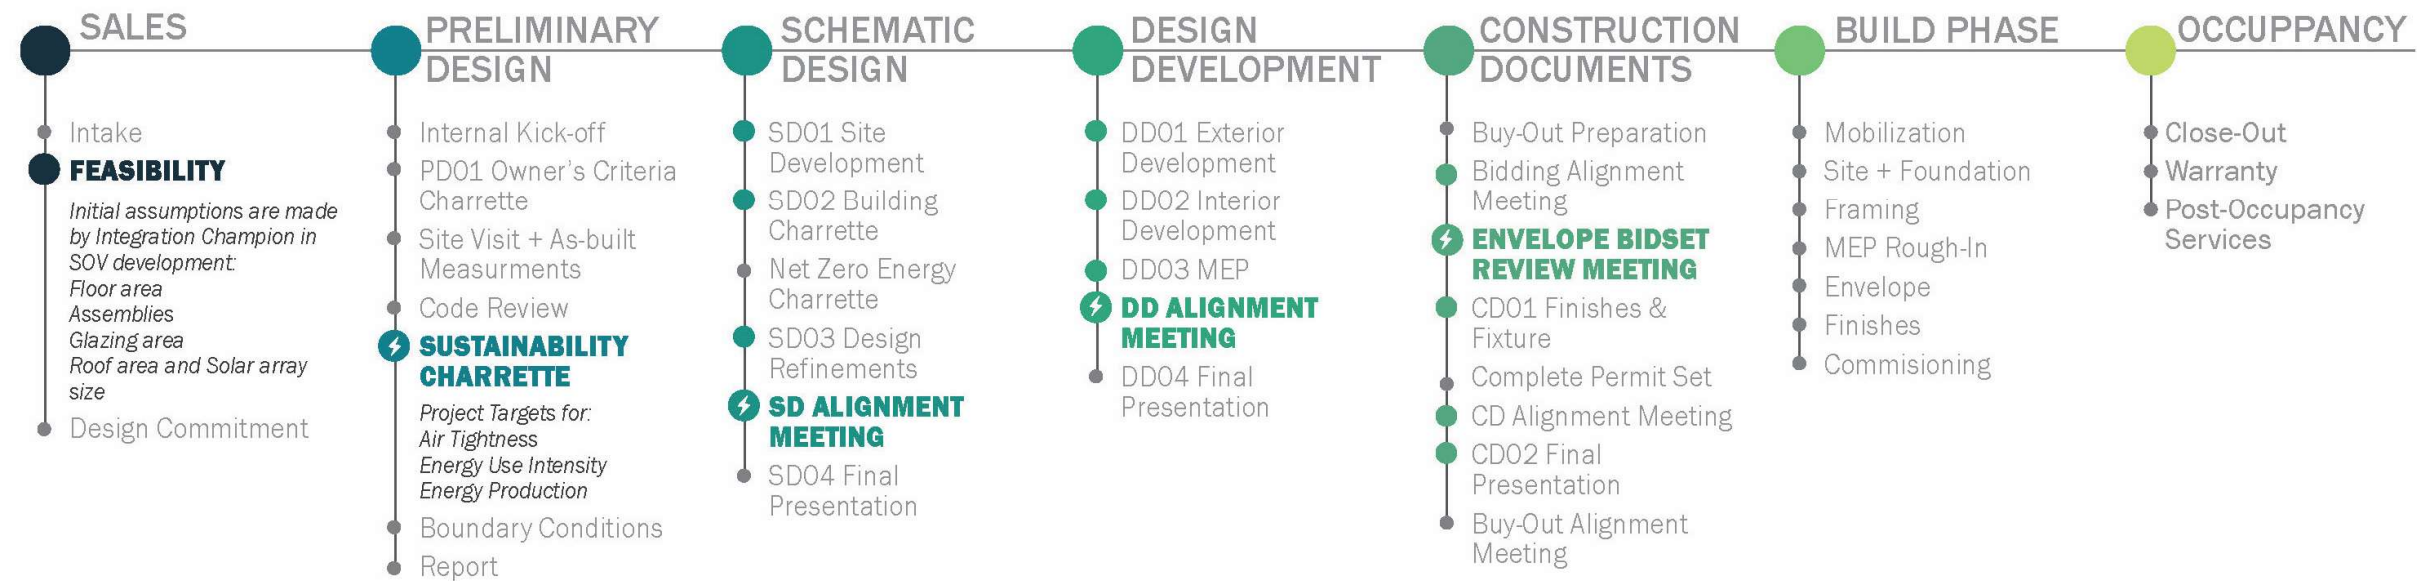 SALES
Intake
FEASIBILITY
Initial assumptions are made
by Integration Champion in
SOV development:
Floor area
Assemblies
Glazing area
Roof area and Solar array
size
Design Commitment
PRELIMINARY
DESIGN
Internal Kick-off
PD01 Owner's Criteria
Charrette
Site Visit + As-built
Measurments
Code Review
SUSTAINABILITY
CHARRETTE
Project Targets for:
Air Tightness
Energy Use Intensity
Energy Production
Boundary Conditions
Report
SCHEMATIC
DESIGN
SD01 Site
Development
SD02 Building
Charrette
Net Zero Energy
Charrette
SD03 Design
Refinements
SD ALIGNMENT
MEETING
SD04 Final
Presentation
DESIGN
DEVELOPMENT
DD01 Exterior
Development
DD02 Interior
Development
DD03 MEP
DD ALIGNMENT
MEETING
DD04 Final
Presentation
CONSTRUCTION
DOCUMENTS
Buy-Out Preparation
Bidding Alignment
Meeting
ENVELOPE BIDSET
REVIEW MEETING
CD01 Finishes &
Fixture
Complete Permit Set
CD Alignment Meeting
CD02 Final
Presentation
Buy-Out Alignment
Meeting
BUILD PHASE
Mobilization
Site + Foundation
Framing
MEP Rough-In
Envelope
Finishes
Commisioning
OCCUPPANCY
Close-Out
Warranty
Post-Occupancy
Services